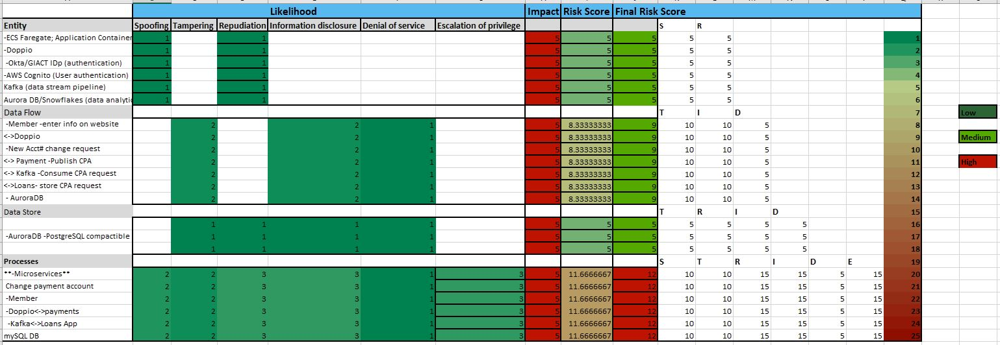 Likelihood Impact Risk Score Final Risk Score
Entity Spoofing Tampering Repudiation Information disclosure Denial of service Escalation of privilege S R
-ECS Faregate; Application Container 1 1 5 5 5 5 5 1
-Doppio 1 1 5 5 5 5 5 2
-Okta/GIACT IDp (authentication) 1 1 5 5 5 5 5 3
-AWS Cognito (User authentication) 1 1 5 5 5 5 5 4
Kafka (data stream pipeline) 1 1 5 5 5 5 5 5
Aurora DB/Snowflakes (data analytic 1 1 5 5 5 5 5 6
Data Flow T I D 7 Low
-Member -enter info on website 2 2 1 5 8.33333333 9 10 10 5 8
<->Doppio 2 2 1 5 8.33333333 9 10 10 5 9 Medium
-New Acct# change request 2 2 1 5 8.33333333 9 10 10 5 10
<-> Payment -Publish CPA 2 2 1 5 8.33333333 9 10 10 5 11 High
<-> Kafka -Consume CPA request 2 2 1 5 8.33333333 9 10 10 5 12
<->Loans- store CPA request 2 2 1 5 8.33333333 9 10 10 5 13
- AuroraDB 2 2 1 5 8.33333333 9 10 10 5 14
Data Store T R I D 15
1 1 1 1 5 5 5 5 5 5 5 16
-AuroraDB -PostgreSQL compactible 1 1 1 1 5 5 5 5 5 5 5 17
1 1 1 1 5 5 5 5 5 5 5 18
Processes S T R I D E 19
**-Microservices** 2 2 3 3 1 3 5 11.6666667 12 10 10 15 15 5 15 20
Change payment account 2 2 3 3 1 3 5 11.6666667 12 10 10 15 15 5 15 21
-Member 2 2 3 3 1 3 5 11.6666667 12 10 10 15 15 5 15 22
-Doppio<->payments 2 2 3 3 1 3 5 11.6666667 12 10 10 15 15 5 15 23
-Kafka<->Loans App 2 2 3 3 1 3 5 11.6666667 12 10 10 15 15 5 15 24
mySQL DB 2 2 3 3 1 3 5 11.6666667 12 10 10 15 15 5 15 25